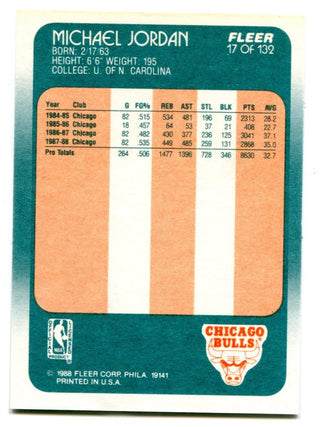 MICHAEL JORDAN FLEER
BORN: 2/17/63 17 OF 132
HEIGHT: 6'6" WEIGHT: 195
COLLEGE: U. OF N. CAROLINA
Year Club G FG% REB AST STL BLK PTS AVG
1984-85 Chicago 82 .515 534 481 196 69 2313 28.2
1985-86 Chicago 18 .457 64 53 37 21 408 22.7
1986-87 Chicago 82 .482 430 377 236 125 3041 37.1
1987-88 Chicago 82 .535 449 485 259 131 2868 35.0
Pro Totals 264 .506 1477 1396 728 346 8630 32.7
NBA
PRODUCT
CHICAGO
BULLS
© 1988 FLEER CORP. PHILA. 19141
PRINTED IN U.S.A.